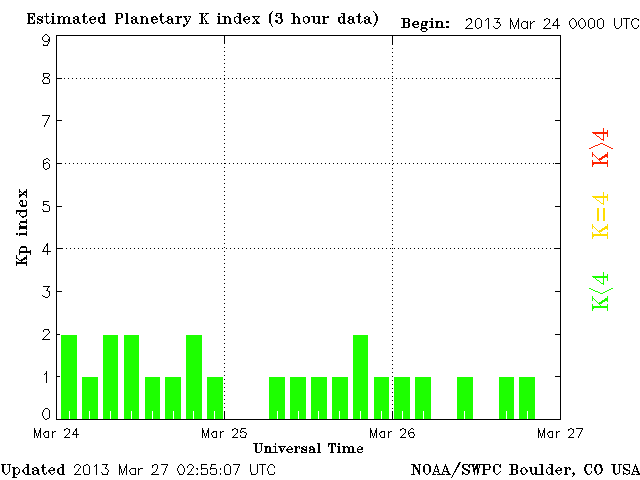 Estimated Planetary K index (3 hour data) Begin: 2013 Mar 24 0000 UTC
9
8
7
6
5
4
3
2
1
0
Kp index
K>4
K=4
K<4
Mar 24 Mar 25 Mar 26 Mar 27
Universal Time
Updated 2013 Mar 27 02:55:07 UTC NOAA/SWPC Boulder, CO USA